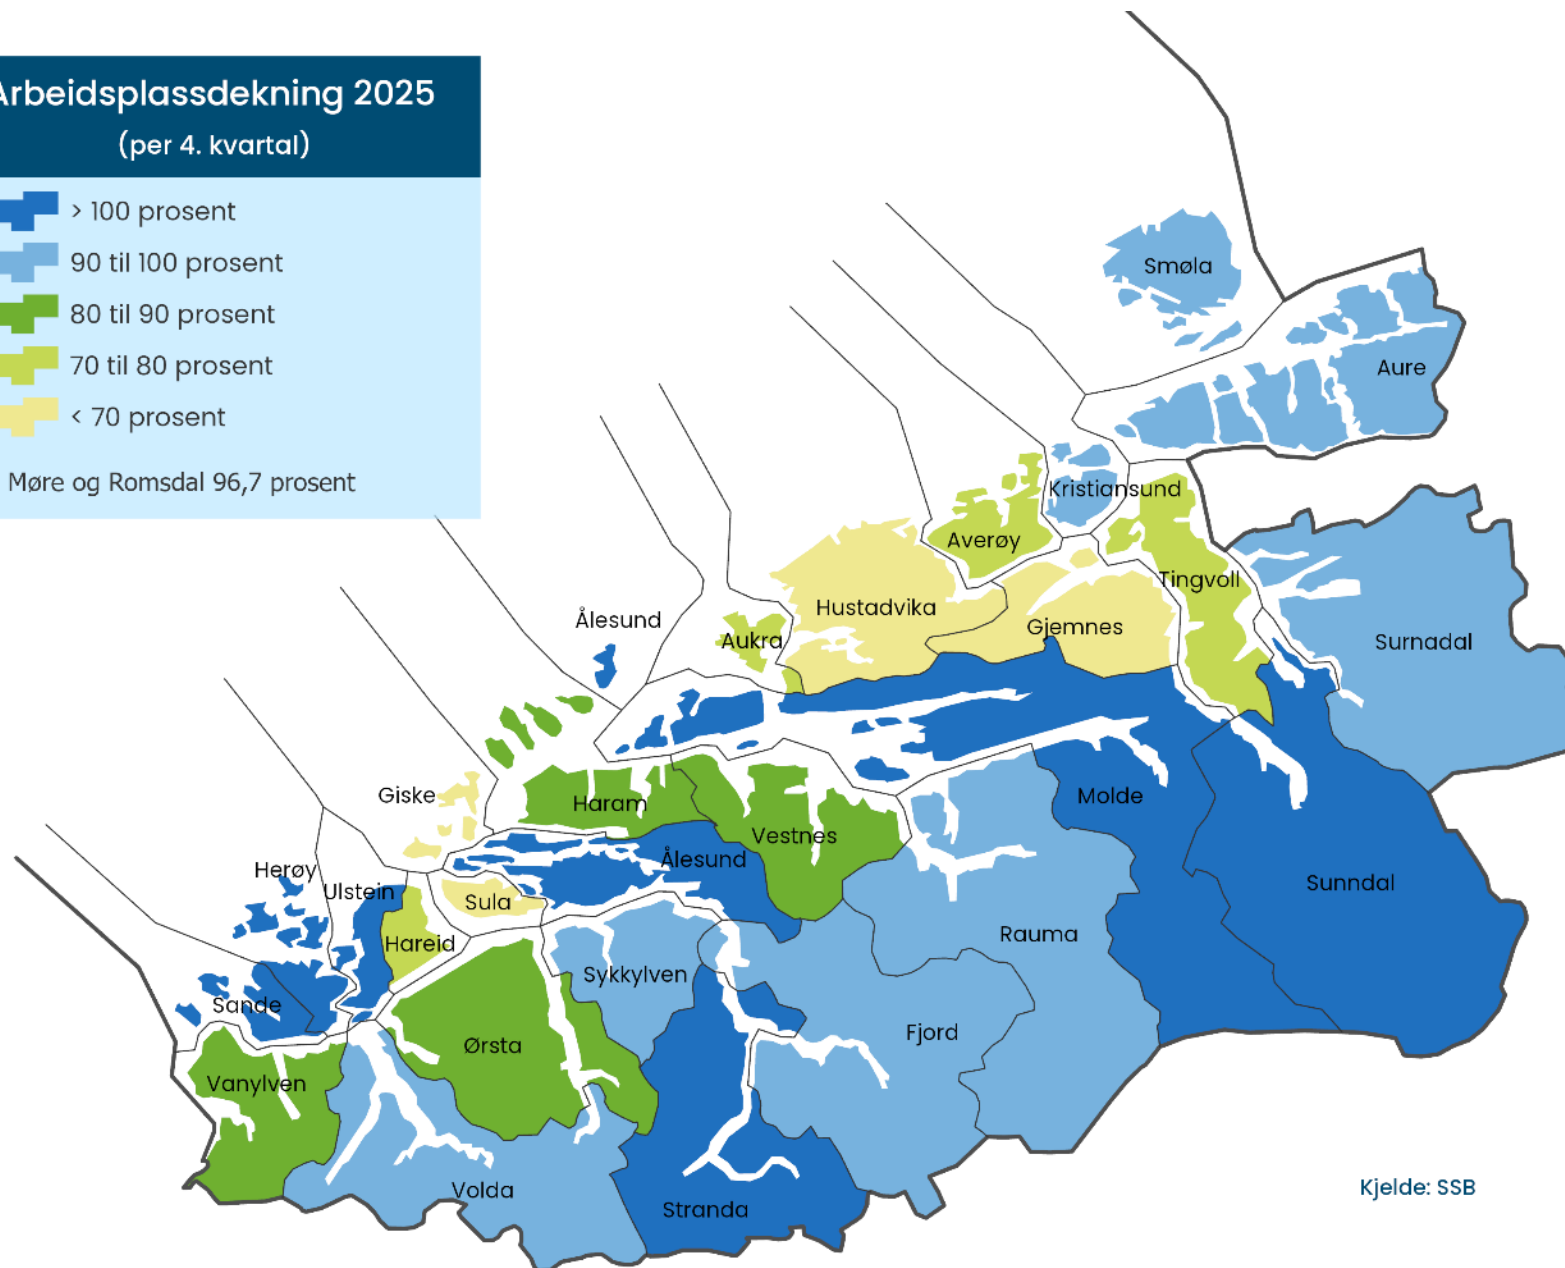 Arbeidsplassdekning 2025
(per 4. kvartal)
> 100 prosent
90 til 100 prosent
80 til 90 prosent
70 til 80 prosent
< 70 prosent
Møre og Romsdal 96,7 prosent
Smøla
Aure
Kristiansund
Averøy
Tingvoll
Hustadvika
Ålesund
Aukra
Gjemnes
Surnadal
Giske
Haram
Molde
Vestnes
Ålesund
Herøy
Ulstein
Sunndal
Sula
Hareid
Rauma
Sykkylven
Sande
Fjord
Ørsta
Vanylven
Volda
Stranda
Kjelde: SSB